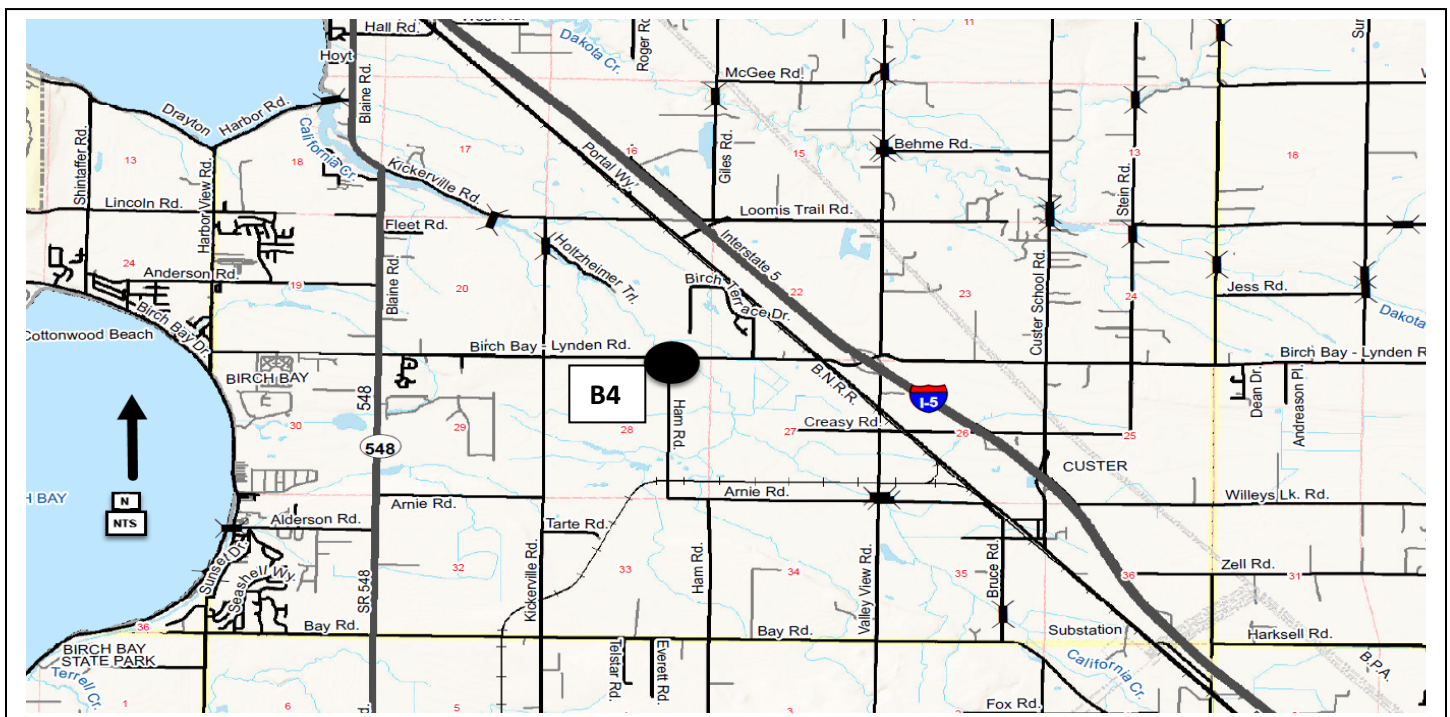 Hall Rd.
Roger Rd
Dakota Cr.
11
Hoyt
Blaine Rd.
McGee Rd.
Drayton
Harbor Rd.
California Cr.
Shintaffer Rd.
13
18
17
Kickerville Rd.
16
Portal Wy.
Giles Rd.
15
Behme Rd.
13
18
Stein Rd.
Lincoln Rd.
Harbor View Rd.
Fleet Rd.
Loomis Trail Rd.
24
Anderson Rd.
19
Blaine Rd.
20
Holtzheimer Trl.
Interstate 5
Birch Terrace Dr.
22
23
Custer School Rd.
24
Jess Rd.
Dakota
Cottonwood Beach
Birch Bay Dr.
Birch Bay - Lynden Rd.
Birch Bay - Lynden R
BIRCH BAY
548
B4
B.N.R.R
I-5
Dean Dr.
Andreason Pl.
30
29
28
Ham Rd.
27
Creasy Rd.
26
25
548
CUSTER
H BAY
N
NTS
Arnie Rd.
Arnie Rd.
Willeys Lk. Rd.
Alderson Rd.
Tarte Rd.
Sunset Dr.
Seashell Wy.
SR 548
32
Kickerville Rd.
33
Ham Rd.
34
Valley View Rd.
35
Bruce Rd.
36
Zell Rd.
31
36
Bay Rd.
Bay Rd.
Substation
Harksell Rd.
BIRCH BAY
STATE PARK
Terrell Cr.
Telstar Rd.
Everett Rd.
California Cr.
B.P.A.
1
6
5
3
Fox Rd.